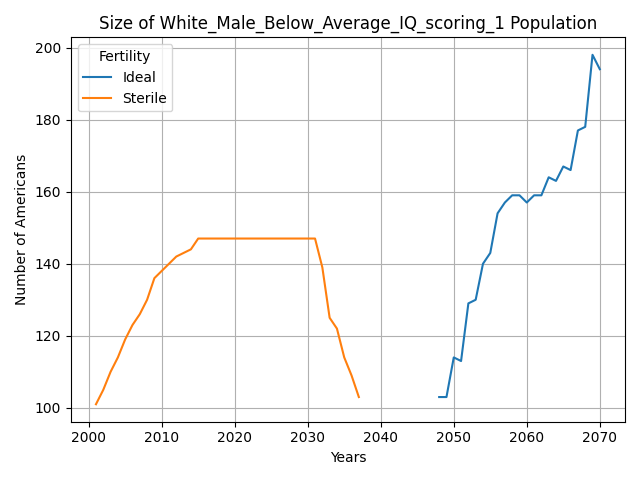 Size of White_Male_Below_Average_IQ_scoring_1 Population
Fertility
Ideal
Sterile
Number of Americans
200
180
160
140
120
100
2000 2010 2020 2030 2040 2050 2060 2070
Years